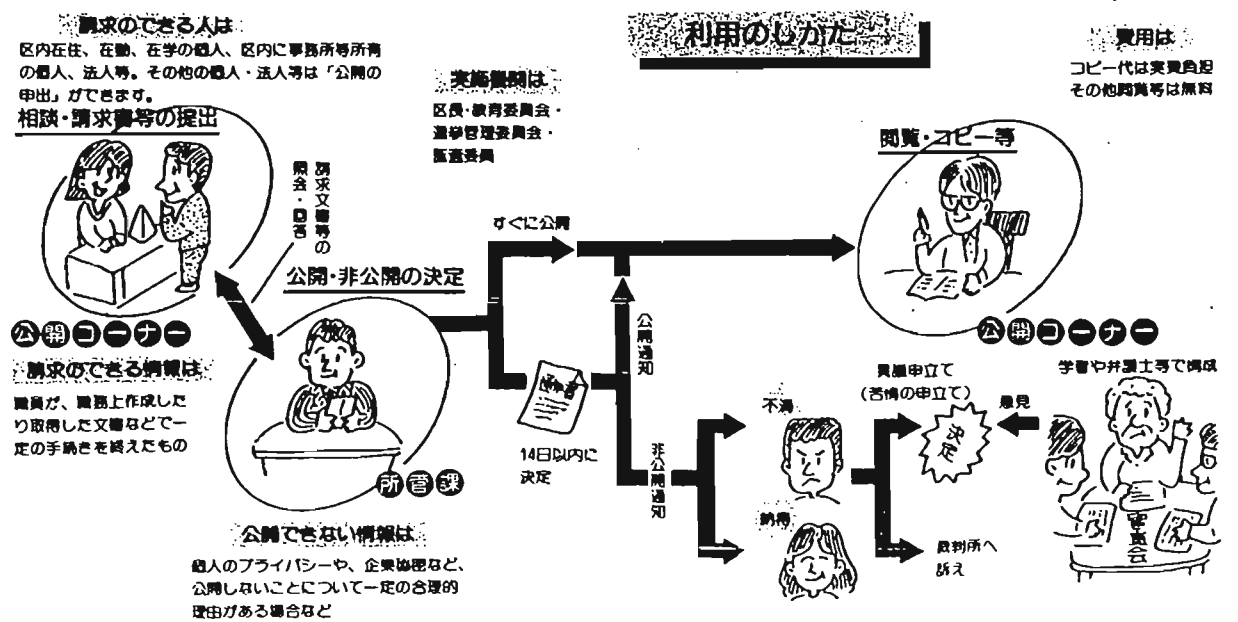 利用のしかた
請求のできる人は
区内在住、在勤、在学の個人、区内に事務所等所有
の個人、法人等。その他の個人・法人等は「公開の
申出」ができます。
相談・請求書等の提出
公開コーナー
請求のできる情報は
職員が、職務上作成した
り取得した文書などで一
定の手続きを終えたもの
請求文書等の
照会・回答
実施機関は
区長・教育委員会・
選挙管理委員会・
監査委員
公開・非公開の決定
所管課
公開できない情報は
個人のプライバシーや、企業秘密など、
公開しないことについて一定の合理的
理由がある場合など
すぐに公開
14日以内に
決定
公開通知
非公開通知
費用は
コピー代は実費負担
その他閲覧等は無料
閲覧・コピー等
公開コーナー
不満
納得
異議申立て
(苦情の申立て)
決定
意見
裁判所へ
訴え
学者や弁護士等で構成
審査会